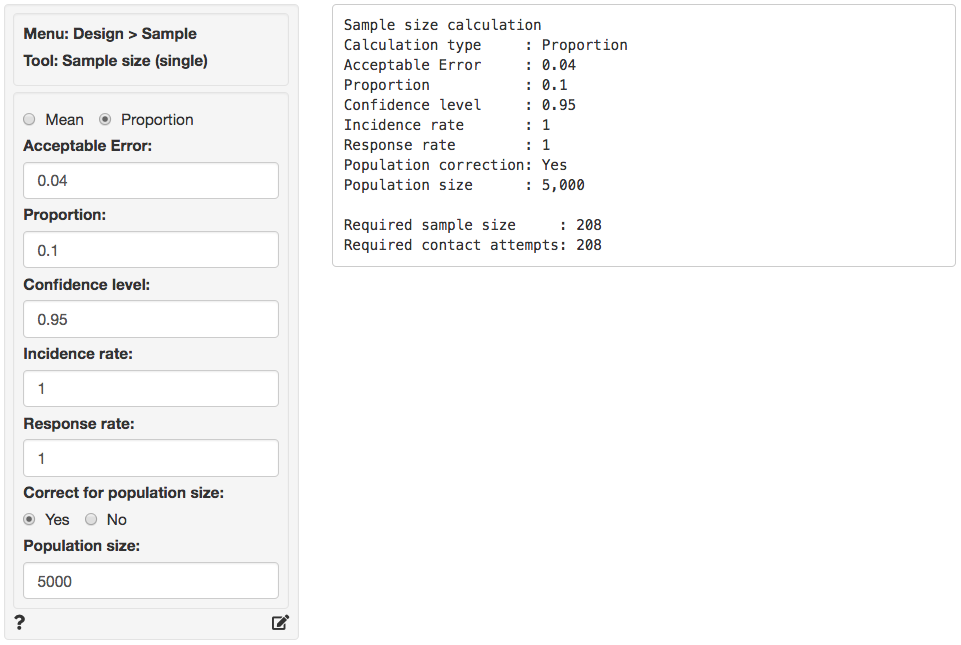 Menu: Design > Sample
Tool: Sample size (single)
Mean Proportion
Acceptable Error:
0.04
Proportion:
0.1
Confidence level:
0.95
Incidence rate:
1
Response rate:
1
Correct for population size:
Yes No
Population size:
5000
?
Sample size calculation
Calculation type     : Proportion
Acceptable Error     : 0.04
Proportion           : 0.1
Confidence level     : 0.95
Incidence rate       : 1
Response rate        : 1
Population correction: Yes
Population size      : 5,000
Required sample size     : 208
Required contact attempts: 208